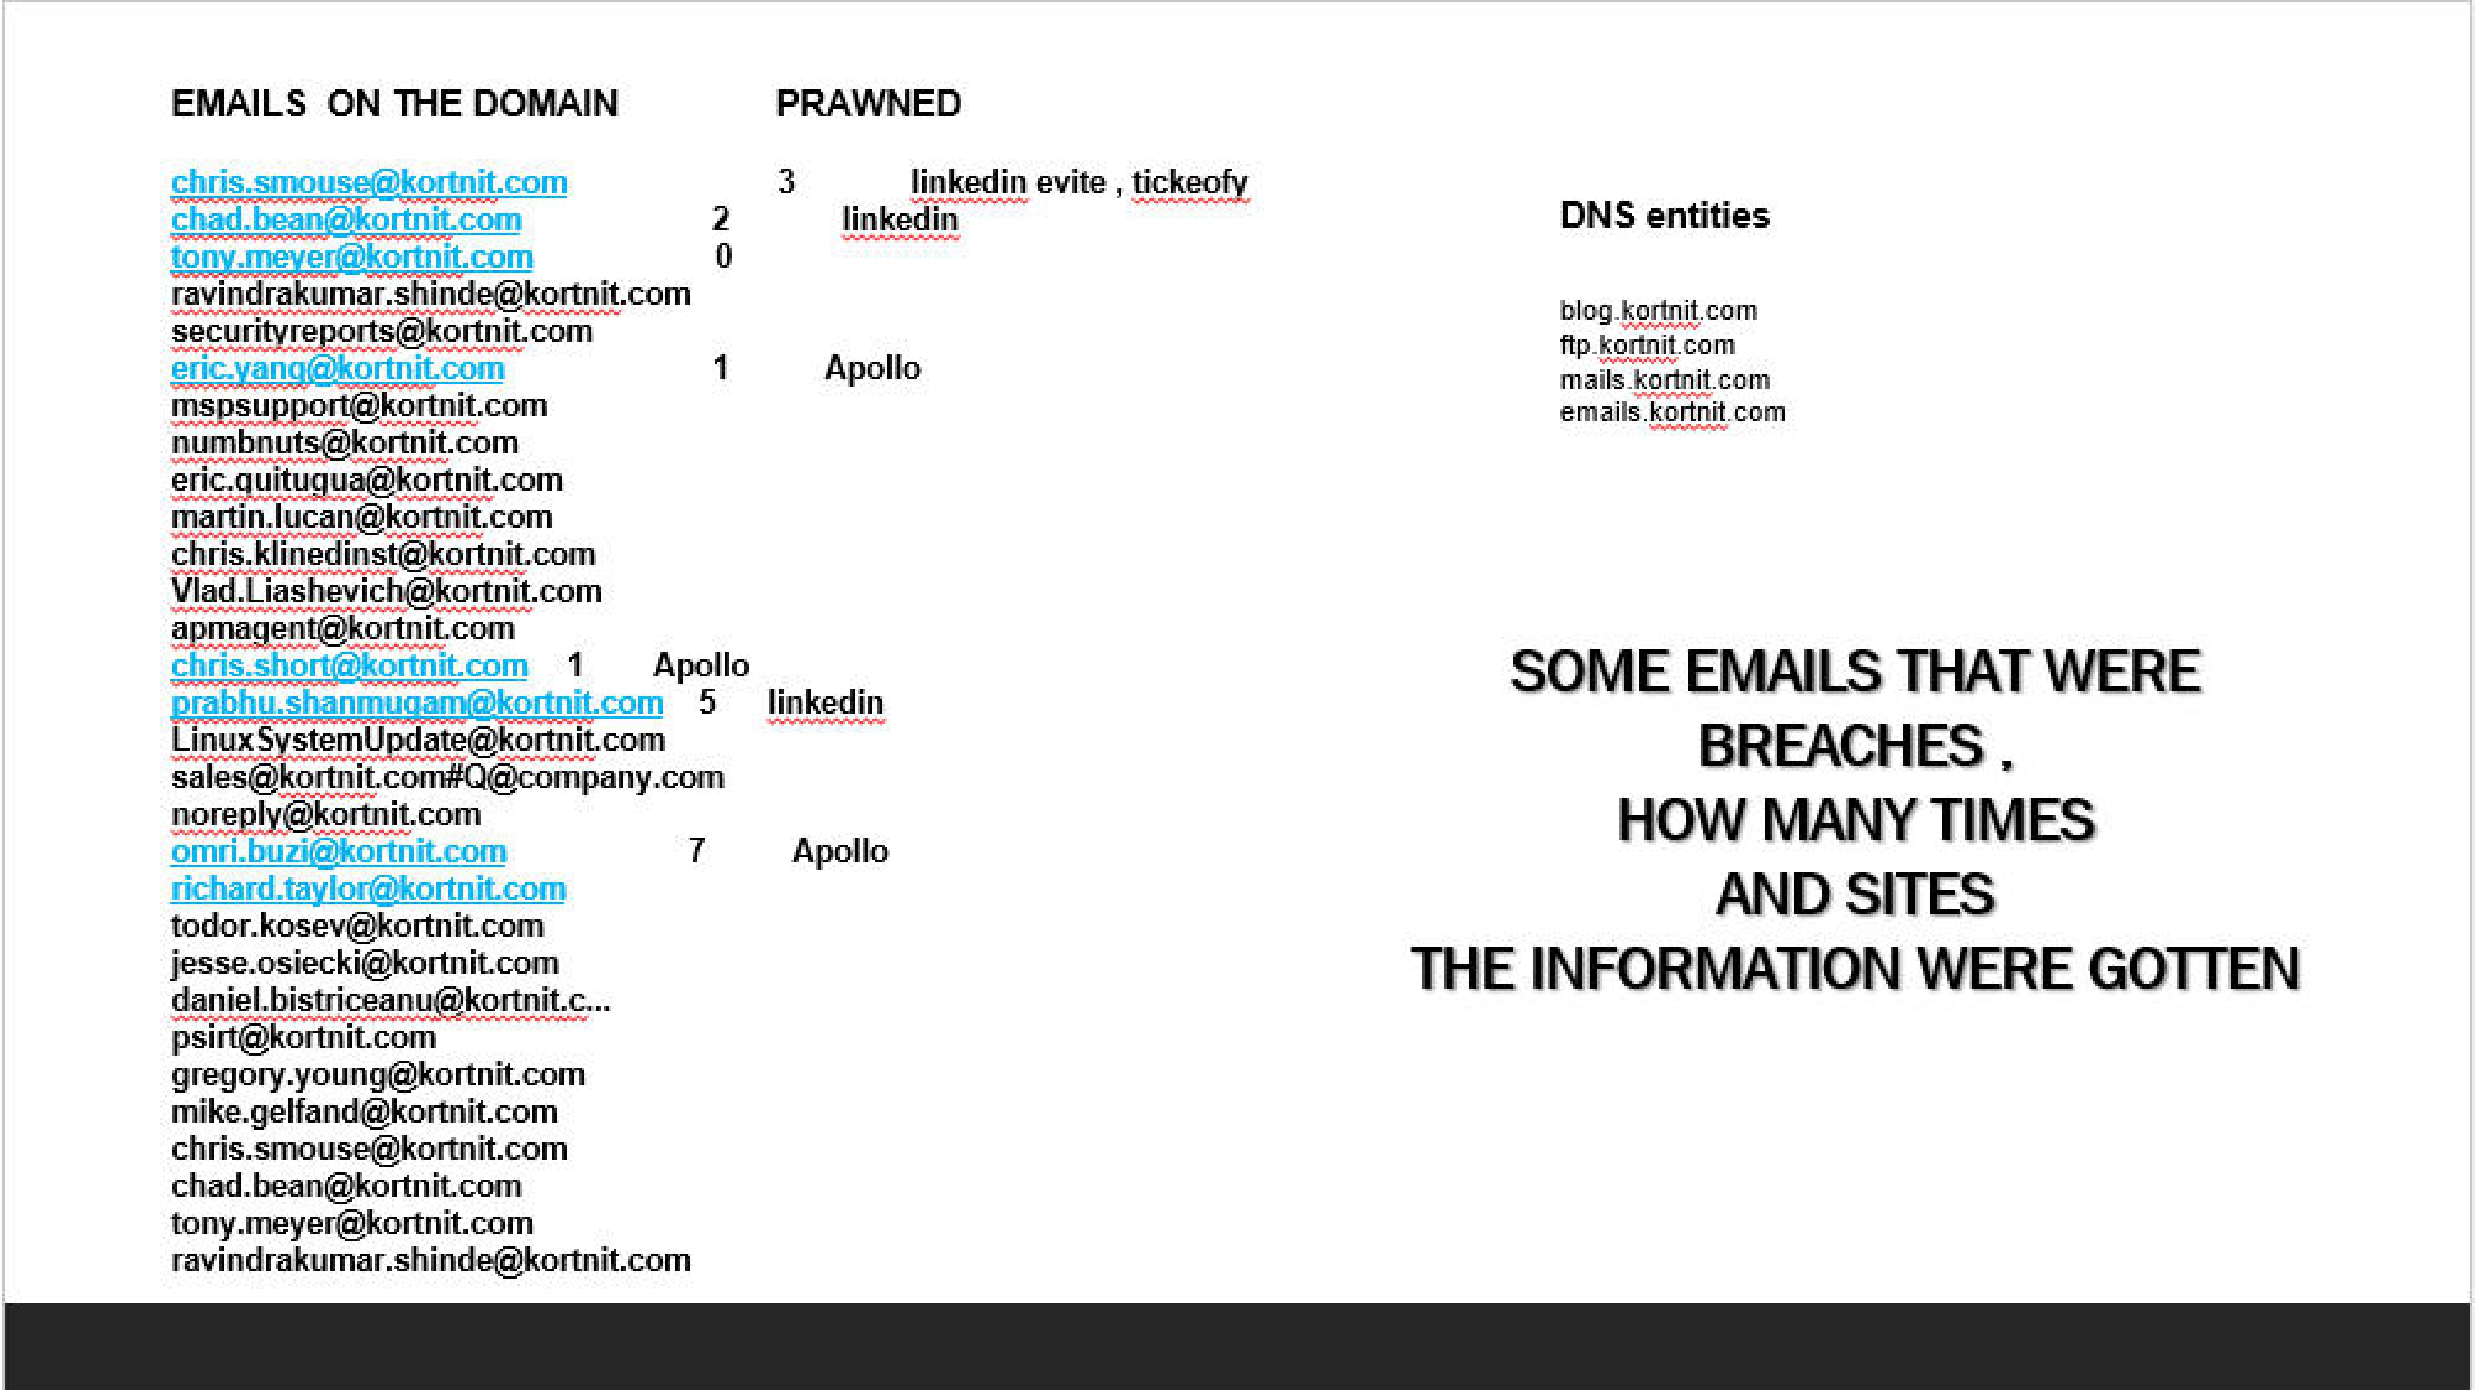 EMAILS ON THE DOMAIN PRAWNED
chris.smouse@kortnit.com 3 linkedin evite , tickeofy
chad.bean@kortnit.com 2 linkedin
tony.meyer@kortnit.com 0
ravindrakumar.shinde@kortnit.com
securityreports@kortnit.com
eric.yang@kortnit.com 1 Apollo
mspsupport@kortnit.com
numbnuts@kortnit.com
eric.quitugua@kortnit.com
martin.lucan@kortnit.com
chris.klinedinst@kortnit.com
Vlad.Liashevich@kortnit.com
apmagent@kortnit.com
chris.short@kortnit.com 1 Apollo
prabhu.shanmugam@kortnit.com 5 linkedin
LinuxSystemUpdate@kortnit.com
sales@kortnit.com#Q@company.com
noreply@kortnit.com
omri.buzi@kortnit.com 7 Apollo
richard.taylor@kortnit.com
todor.kosev@kortnit.com
jesse.osiecki@kortnit.com
daniel.bistriceanu@kortnit.c...
psirt@kortnit.com
gregory.young@kortnit.com
mike.gelfand@kortnit.com
chris.smouse@kortnit.com
chad.bean@kortnit.com
tony.meyer@kortnit.com
ravindrakumar.shinde@kortnit.com
DNS entities
blog.kortnit.com
ftp.kortnit.com
mails.kortnit.com
emails.kortnit.com
SOME EMAILS THAT WERE
BREACHES ,
HOW MANY TIMES
AND SITES
THE INFORMATION WERE GOTTEN